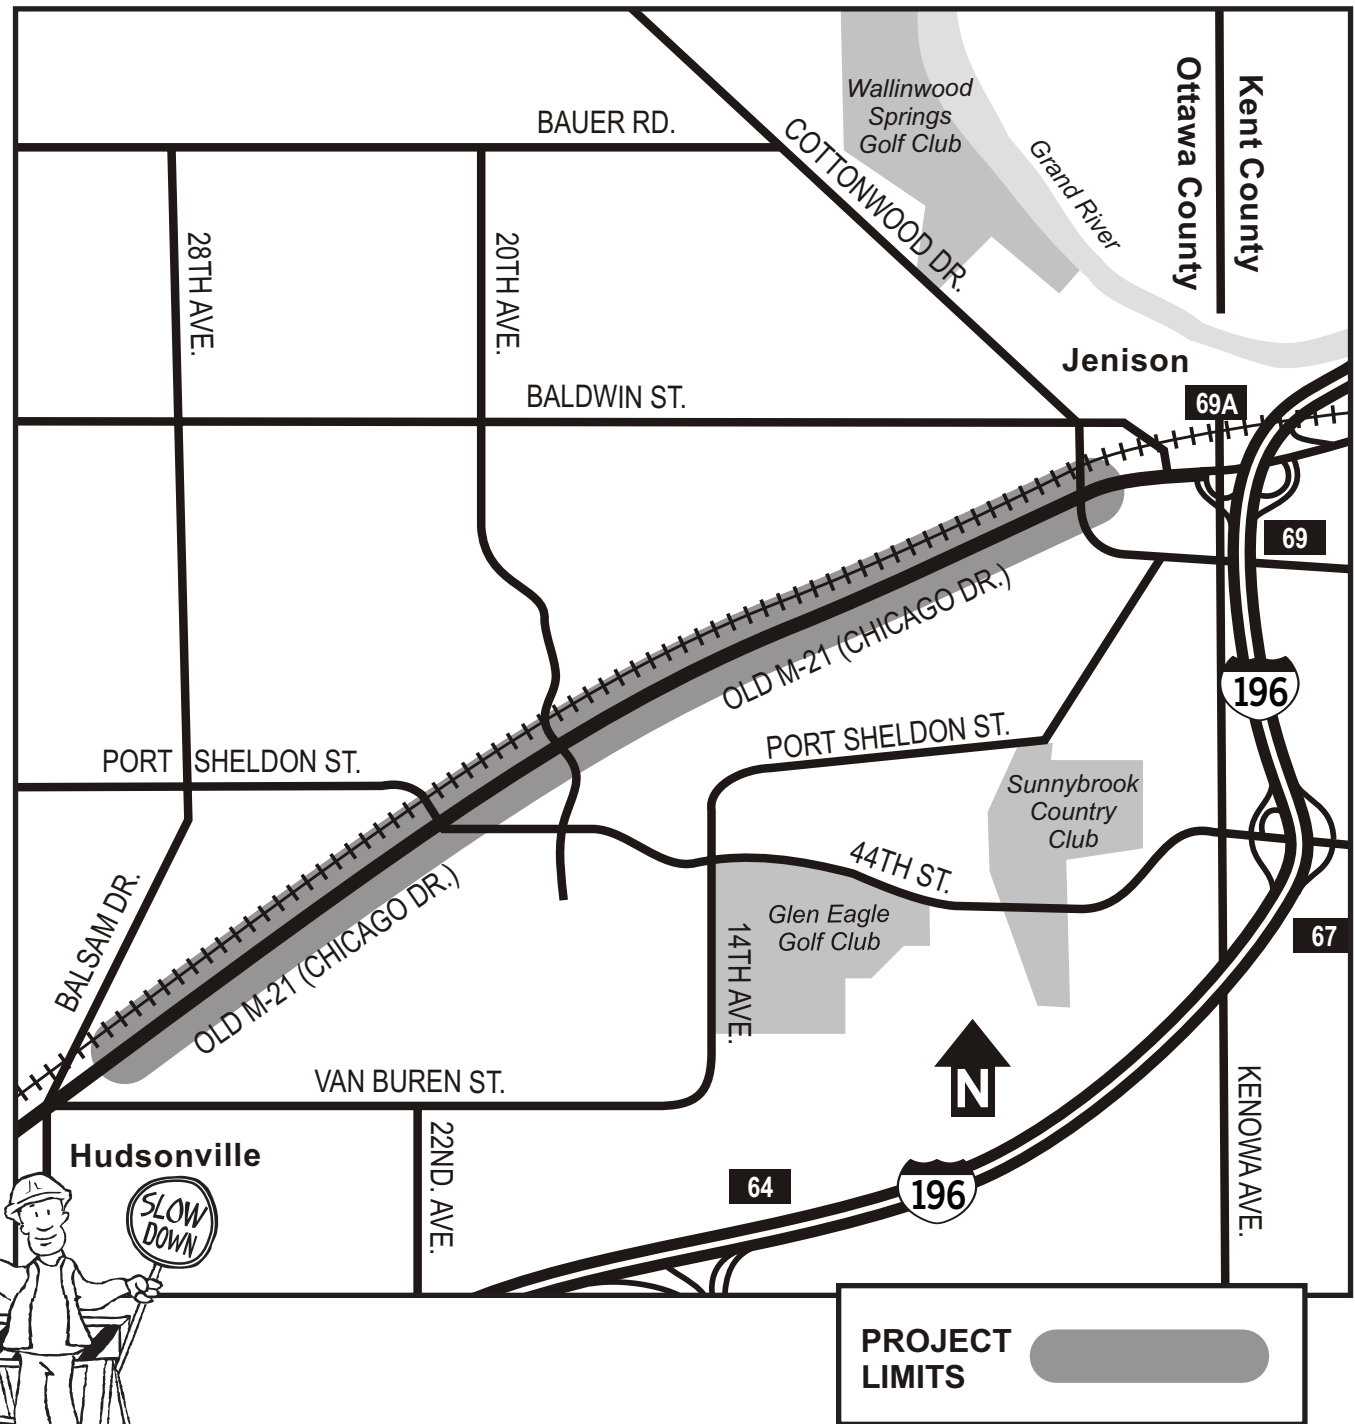 BAUER RD.
COTTONWOOD DR.
Wallinwood
Springs
Golf Club
Grand River
Ottawa County
Kent County
28TH AVE.
20TH AVE.
Jenison
BALDWIN ST.
69A
69
OLD M-21 (CHICAGO DR.)
196
PORT SHELDON ST.
PORT SHELDON ST.
Sunnybrook
Country
Club
44TH ST.
BALSAM DR.
OLD M-21 (CHICAGO DR.)
Glen Eagle
Golf Club
14TH AVE.
67
N
VAN BUREN ST.
KENOWA AVE.
Hudsonville
22ND. AVE.
64
196
SLOW
DOWN
PROJECT
LIMITS